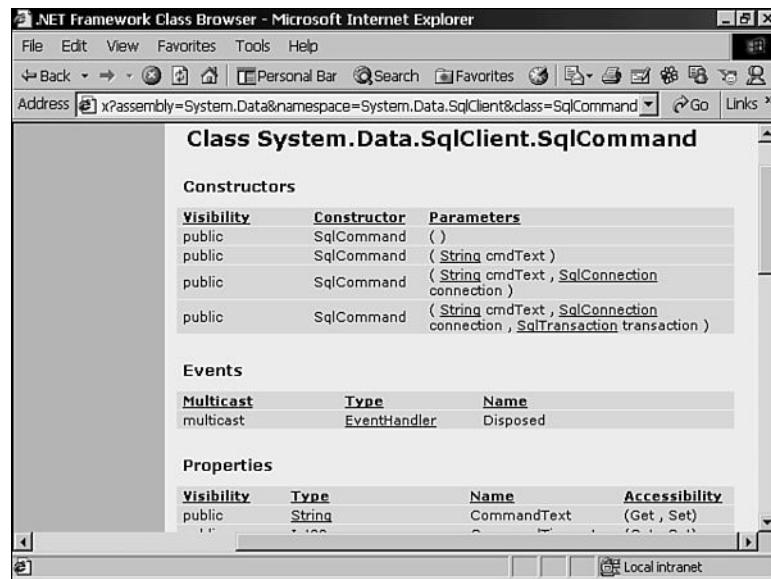 .NET Framework Class Browser - Microsoft Internet Explorer
File Edit View Favorites Tools Help
Back Personal Bar Search Favorites
Address x?assembly=System.Data&namespace=System.Data.SqlClient&class=SqlCommand Go Links »
Class System.Data.SqlClient.SqlCommand
Constructors
Visibility Constructor Parameters
public SqlCommand ( )
public SqlCommand ( String cmdText )
public SqlCommand ( String cmdText , SqlConnection
connection )
public SqlCommand ( String cmdText , SqlConnection
connection , SqlTransaction transaction )
Events
Multicast Type Name
multicast EventHandler Disposed
Properties
Visibility Type Name Accessibility
public String CommandText (Get , Set)
Local intranet